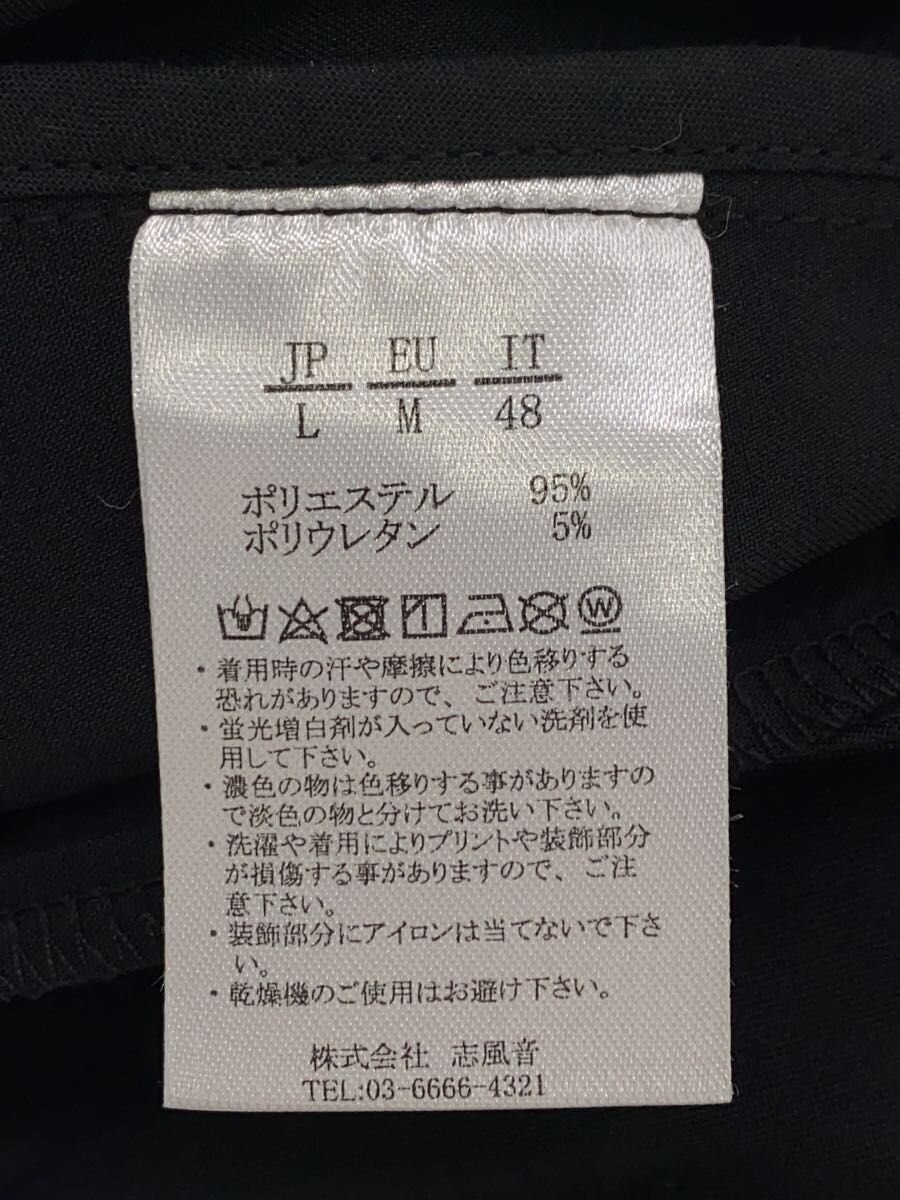 JP EU IT
L M 48
ポリエステル 95%
ポリウレタン 5%
W
・着用時の汗や摩擦により色移りする
恐れがありますので、ご注意下さい。
・蛍光増白剤が入っていない洗剤を使
用して下さい。
・濃色の物は色移りする事があります
ので淡色の物と分けてお洗い下さい。
・洗濯や着用によりプリントや装飾部分
が損傷する事がありますので、ご注
意下さい。
・装飾部分にアイロンは当てないで下さ
い。
・乾燥機のご使用はお避け下さい。
株式会社 志風音
TEL:03-6666-4321